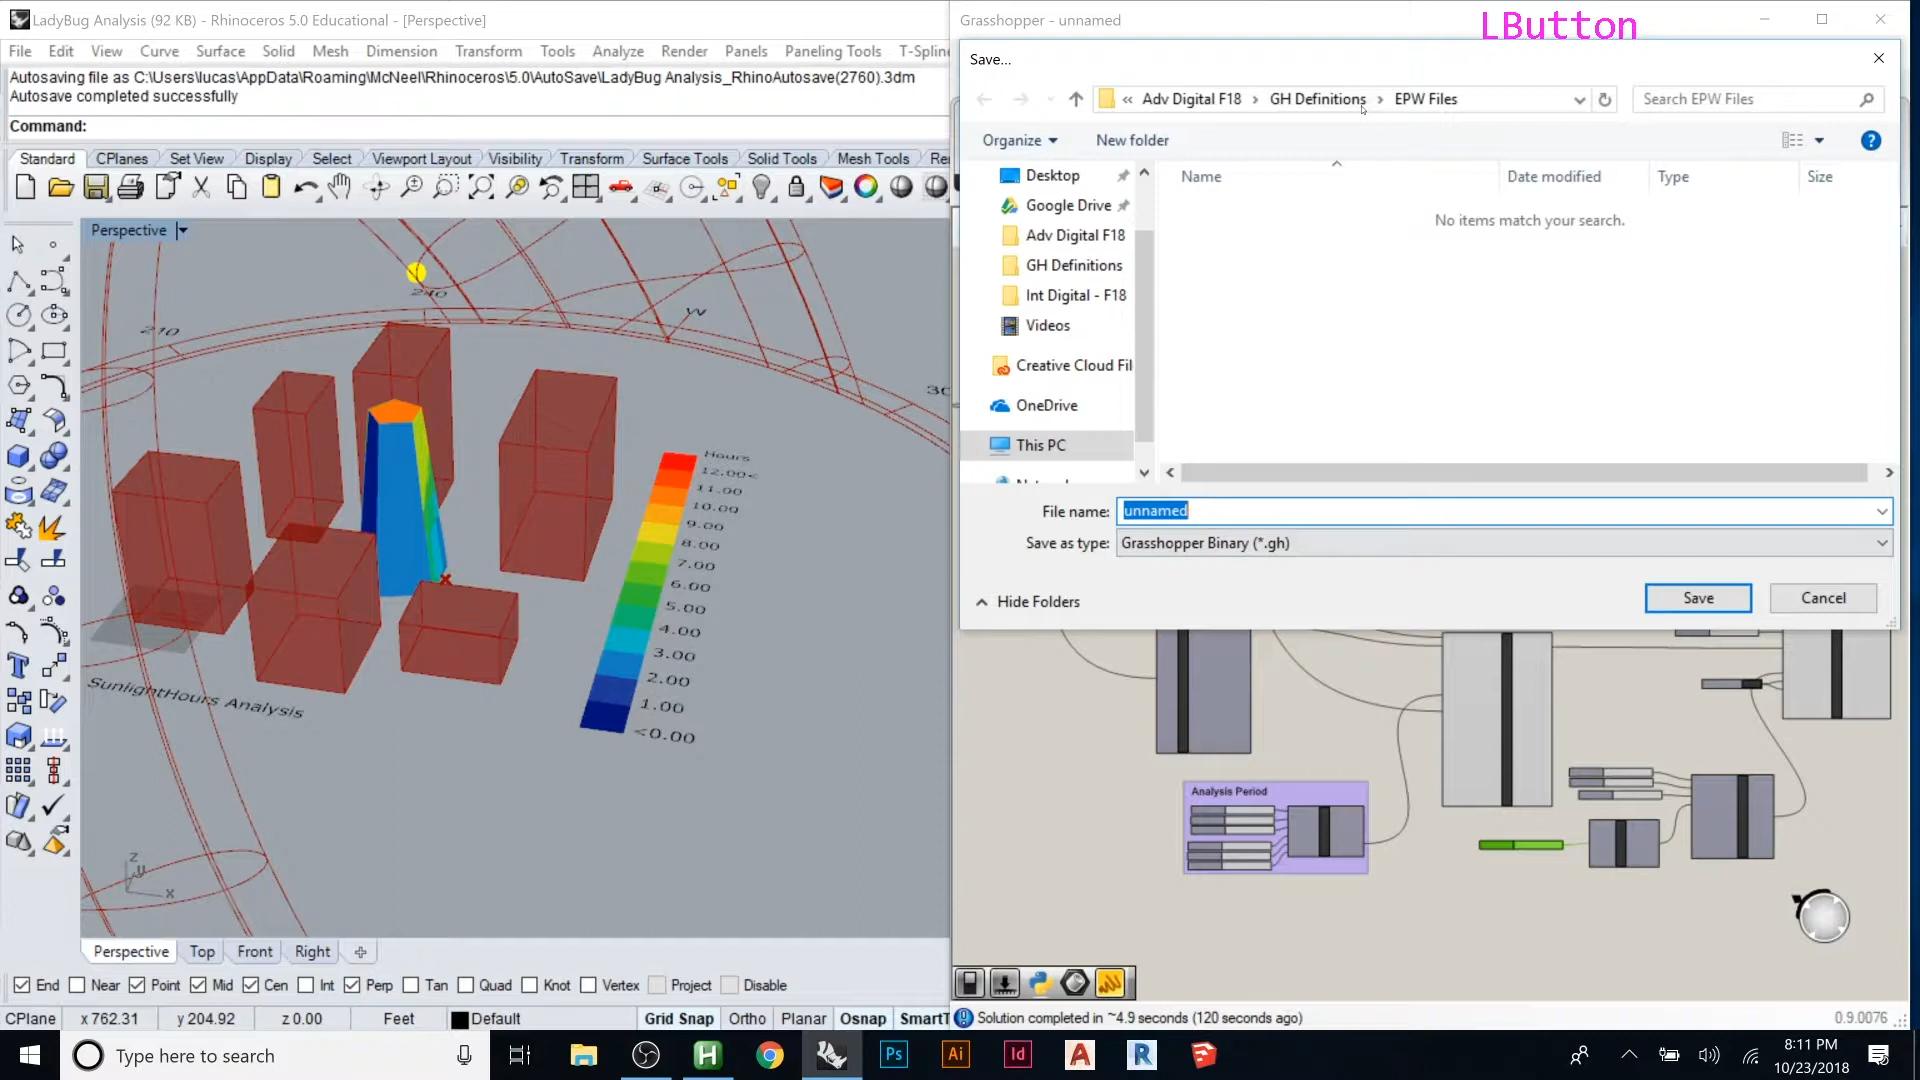 LadyBug Analysis (92 KB) - Rhinoceros 5.0 Educational - [Perspective]
Grasshopper - unnamed
LButton
File Edit View Curve Surface Solid Mesh Dimension Transform Tools Analyze Render Panels Paneling Tools T-Spline
Autosaving file as C:\Users\lucas\AppData\Roaming\McNeel\Rhinoceros\5.0\AutoSave\LadyBug Analysis_RhinoAutosave(2760).3dm
Autosave completed successfully
Command:
Standard CPlanes Set View Display Select Viewport Layout Visibility Transform Surface Tools Solid Tools Mesh Tools Re
Perspective
240
210
W
30
Hours
12.00<
11.00
10.00
9.00
8.00
7.00
6.00
5.00
4.00
3.00
2.00
1.00
<0.00
SunlightHours Analysis
z
y
x
Perspective Top Front Right
End Near Point Mid Cen Int Perp Tan Quad Knot Vertex Project Disable
CPlane x 762.31 y 204.92 z 0.00 Feet Default Grid Snap Ortho Planar Osnap SmartT
Save...
« Adv Digital F18 › GH Definitions › EPW Files
Search EPW Files
Organize New folder
Name Date modified Type Size
No items match your search.
Desktop
Google Drive
Adv Digital F18
GH Definitions
Int Digital - F18
Videos
Creative Cloud Fil
OneDrive
This PC
File name: unnamed
Save as type: Grasshopper Binary (*.gh)
Hide Folders
Save
Cancel
Analysis Period
Solution completed in ~4.9 seconds (120 seconds ago)
0.9.0076
Type here to search
Ps
Ai
Id
8:11 PM
10/23/2018